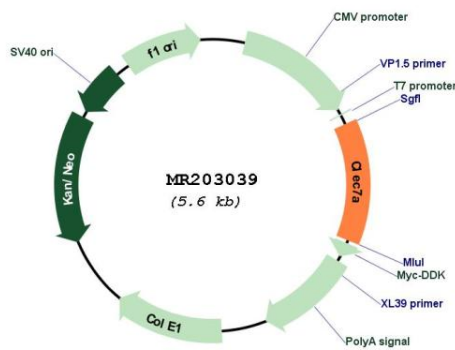 CMV promoter
VP1.5 primer
T7 promoter
SgfI
Clec7a
MluI
Myc-DDK
XL39 primer
PolyA signal
Col E1
Kan/Neo
SV40 ori
f1 ori
MR203039
(5.6 kb)